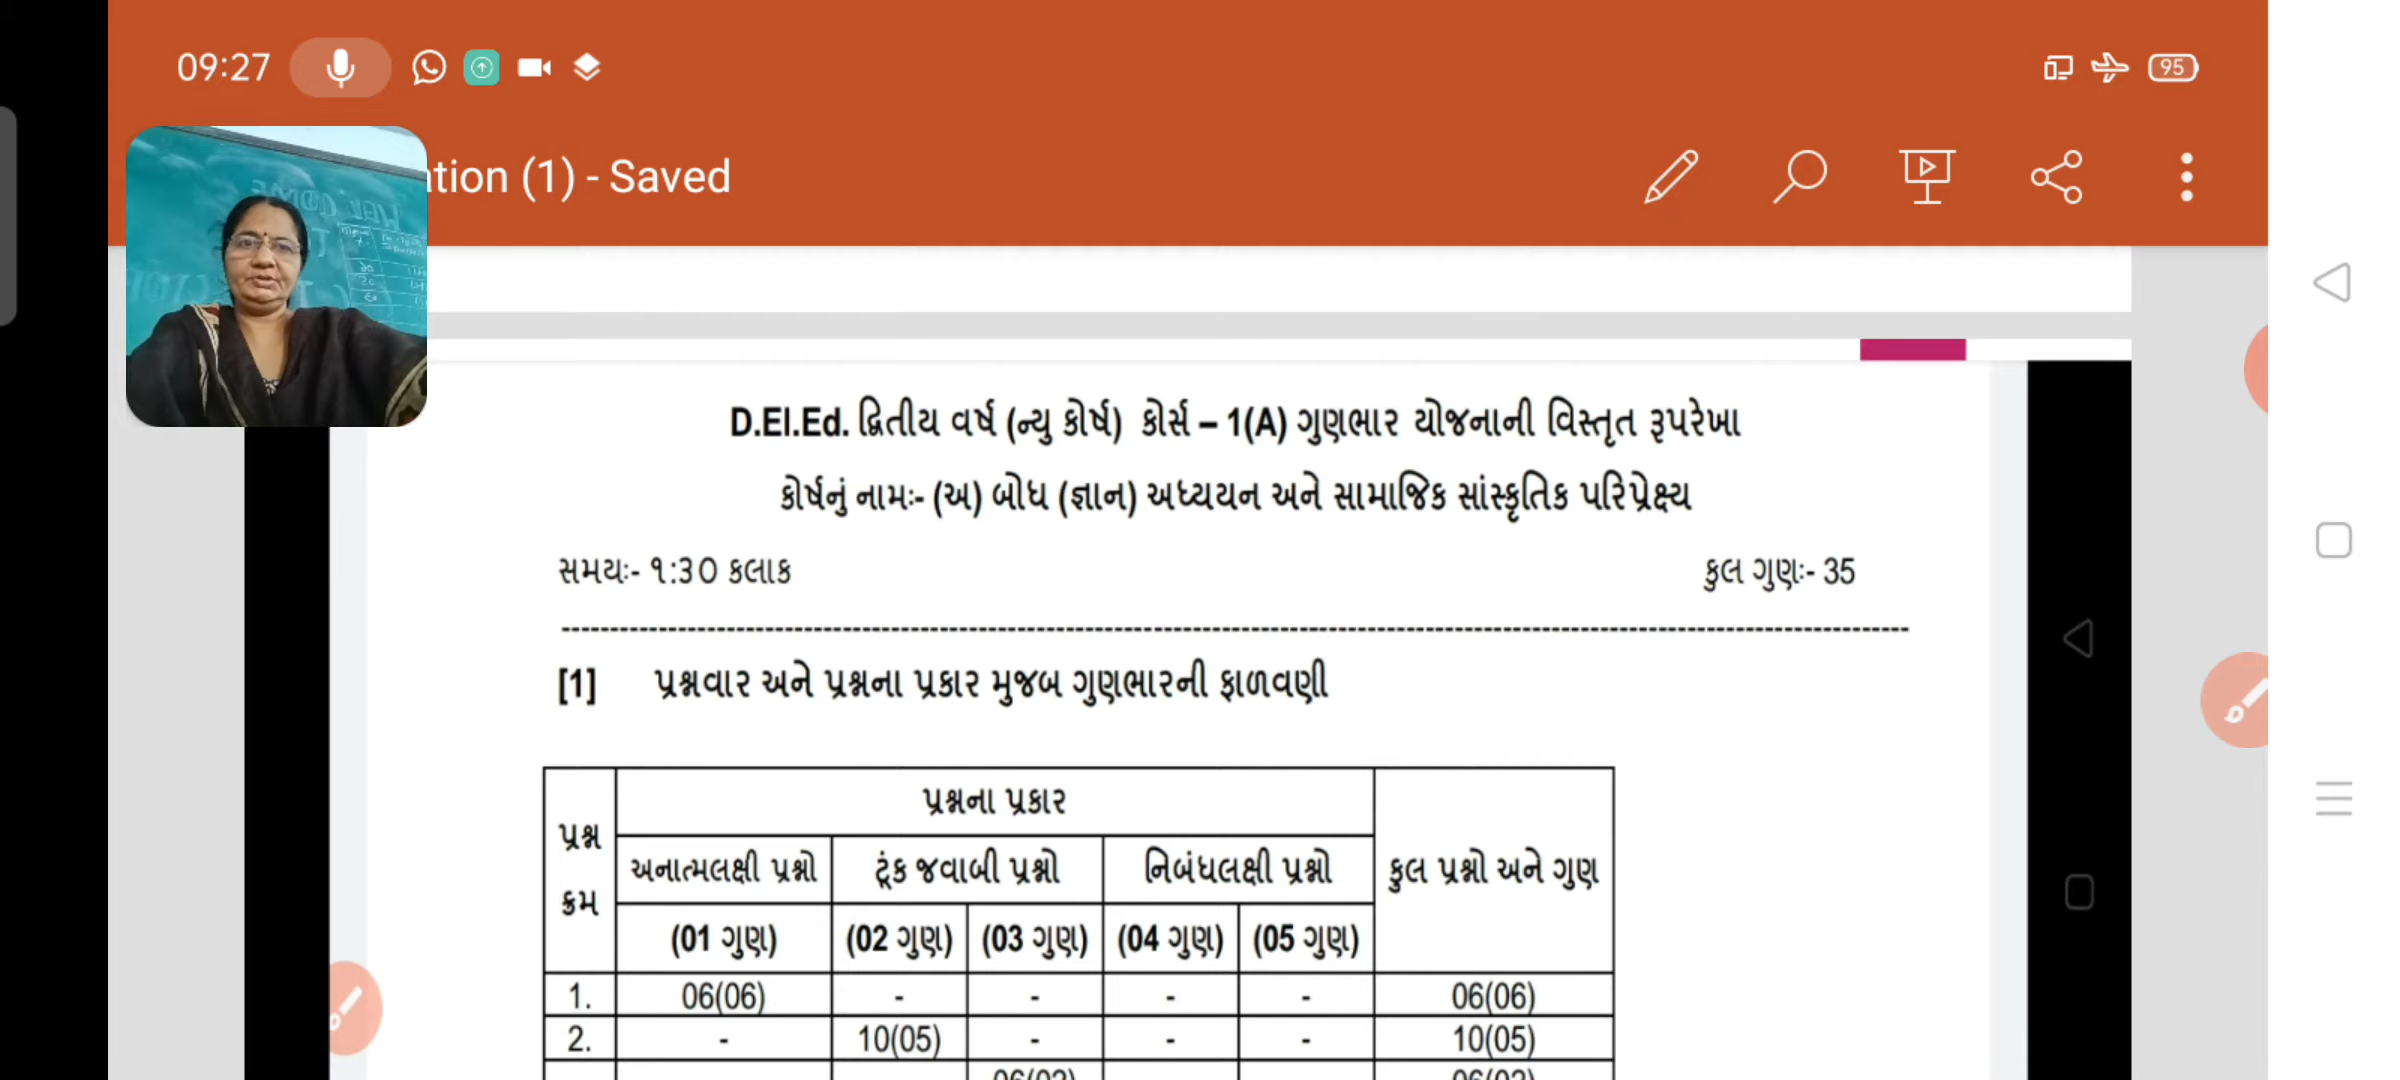 09:27
95
ation (1) - Saved
D.El.Ed. દ્વિતીય વર્ષ (ન્યુ કોર્ષ) કોર્સ – 1(A) ગુણભાર યોજનાની વિસ્તૃત રૂપરેખા
કોર્ષનું નામઃ- (અ) બોધ (જ્ઞાન) અધ્યયન અને સામાજિક સાંસ્કૃતિક પરિપ્રેક્ષ્ય
સમયઃ- ૧:૩૦ કલાક કુલ ગુણઃ- 35
[1] પ્રશ્નવાર અને પ્રશ્નના પ્રકાર મુજબ ગુણભારની ફાળવણી
પ્રશ્ન ક્રમ પ્રશ્નના પ્રકાર કુલ પ્રશ્નો અને ગુણ
અનાત્મલક્ષી પ્રશ્નો ટૂંક જવાબી પ્રશ્નો નિબંધલક્ષી પ્રશ્નો
(01 ગુણ) (02 ગુણ) (03 ગુણ) (04 ગુણ) (05 ગુણ)
1. 06(06) - - - - 06(06)
2. - 10(05) - - - 10(05)